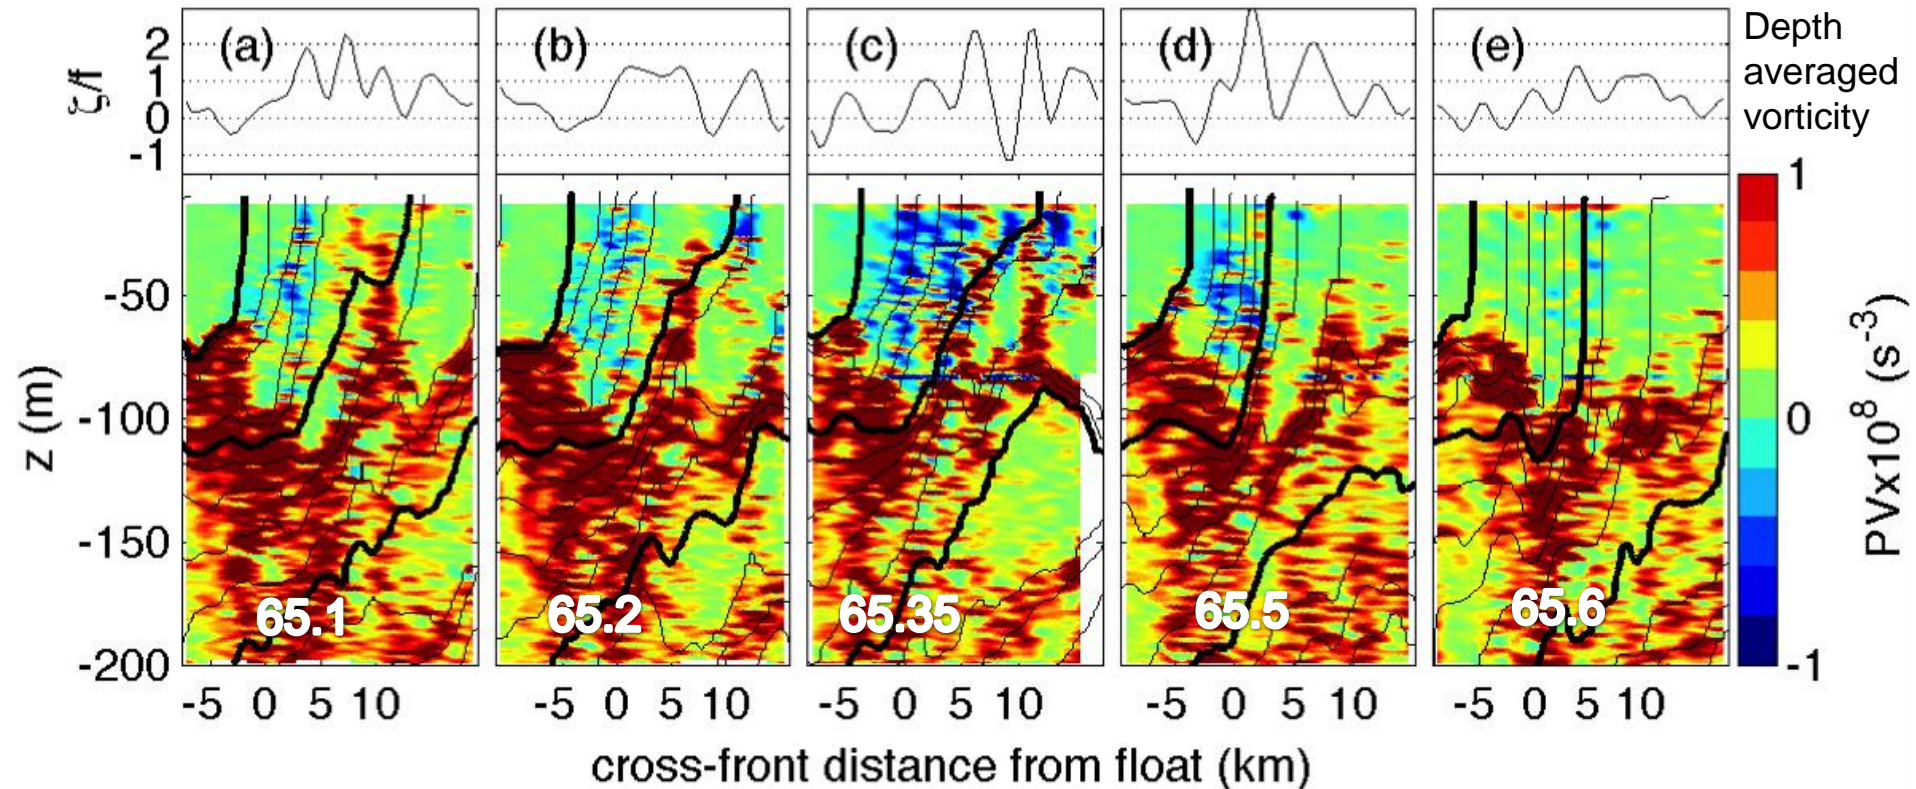 (a) (b) (c) (d) (e)
Depth
averaged
vorticity
ζ/f
2
1
0
-1
z (m)
-50
-100
-150
-200
65.1 65.2 65.35 65.5 65.6
-5 0 5 10 -5 0 5 10 -5 0 5 10 -5 0 5 10 -5 0 5 10
cross-front distance from float (km)
1
0
-1
PVx10⁸ (s⁻³)